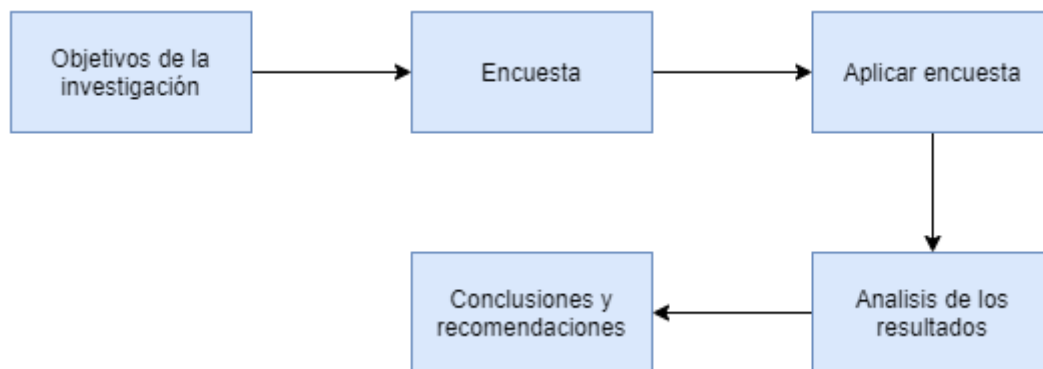 Objetivos de la
investigación
Encuesta
Aplicar encuesta
Analisis de los
resultados
Conclusiones y
recomendaciones